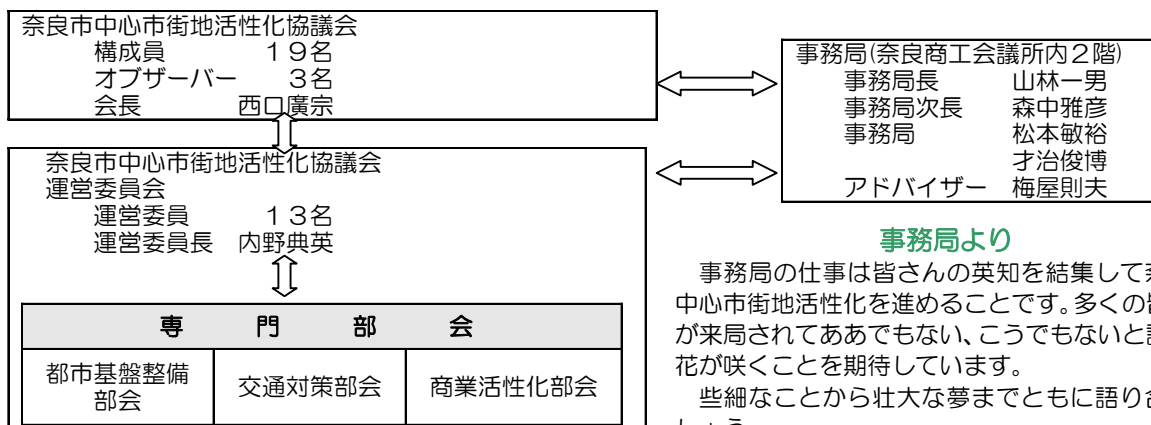 奈良市中心市街地活性化協議会
構成員 19名
オブザーバー 3名
会長 西口廣宗
事務局(奈良商工会議所内2階)
事務局長 山林一男
事務局次長 森中雅彦
事務局 松本敏裕
才治俊博
アドバイザー 梅屋則夫
奈良市中心市街地活性化協議会
運営委員会
運営委員 13名
運営委員長 内野典英
専門部会
都市基盤整備
部会
交通対策部会
商業活性化部会
事務局より
事務局の仕事は皆さんの英知を結集して
中心市街地活性化を進めることです。多くの
が来局されてああでもない、こうでもないと
花が咲くことを期待しています。
些細なことから壮大な夢までともに語り